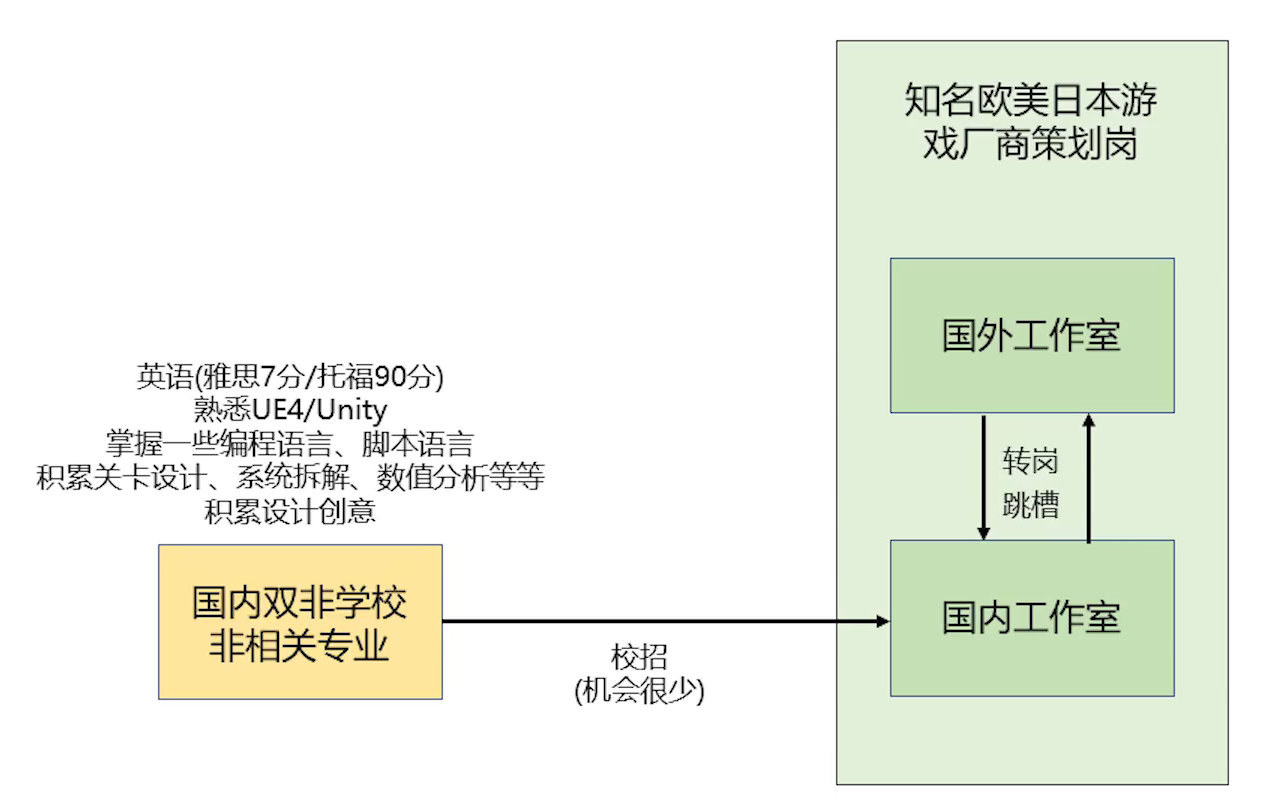 知名欧美日本游
戏厂商策划岗
国外工作室
英语(雅思7分/托福90分)
熟悉UE4/Unity
掌握一些编程语言、脚本语言
积累关卡设计、系统拆解、数值分析等等
积累设计创意
转岗
跳槽
国内双非学校
非相关专业
国内工作室
校招
(机会很少)